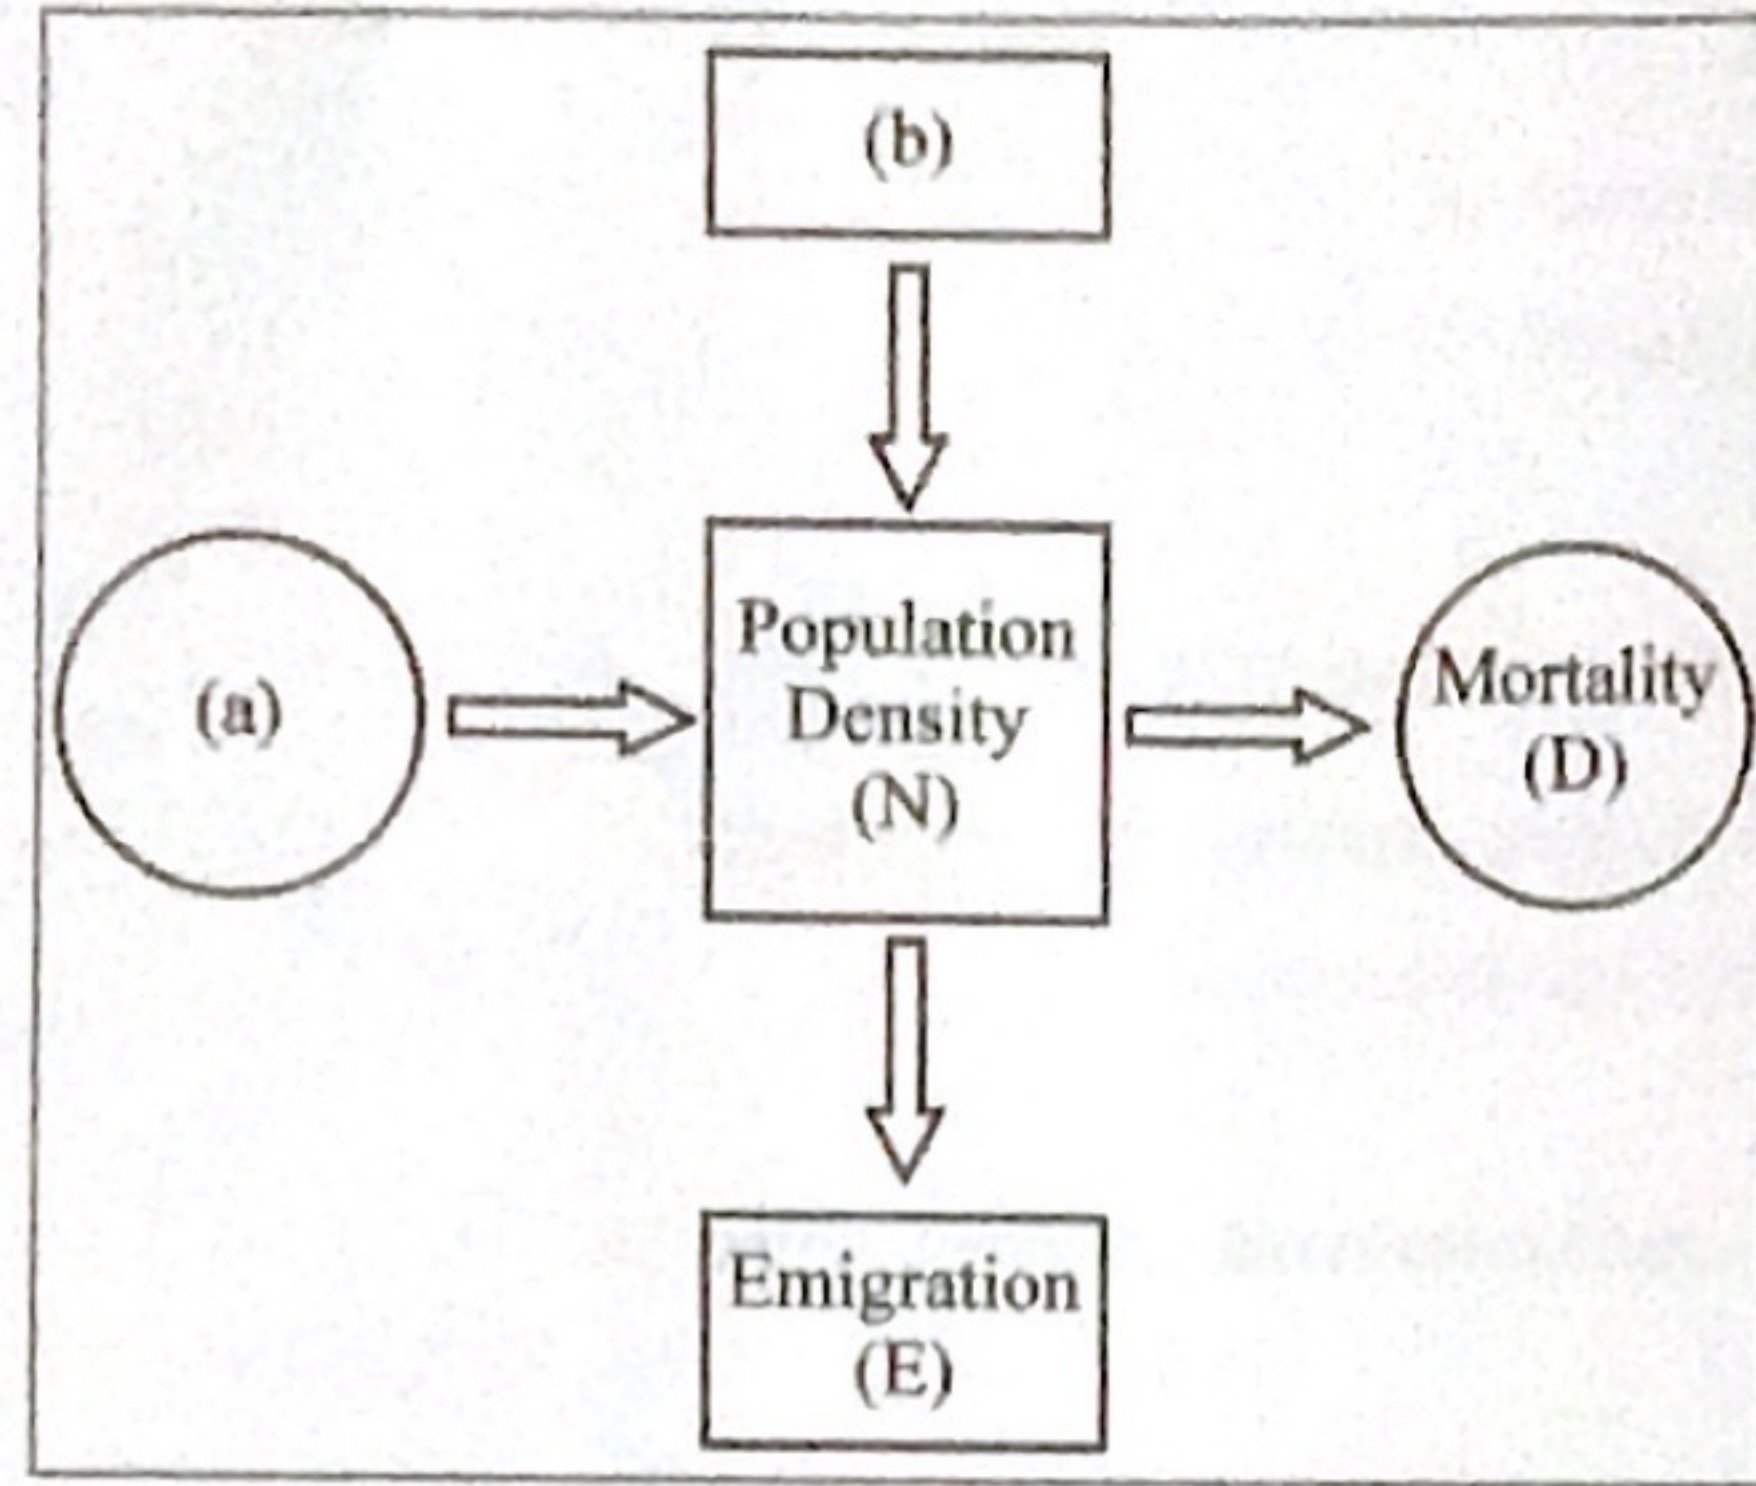 (b)
(a)
Population
Density
(N)
Mortality
(D)
Emigration
(E)